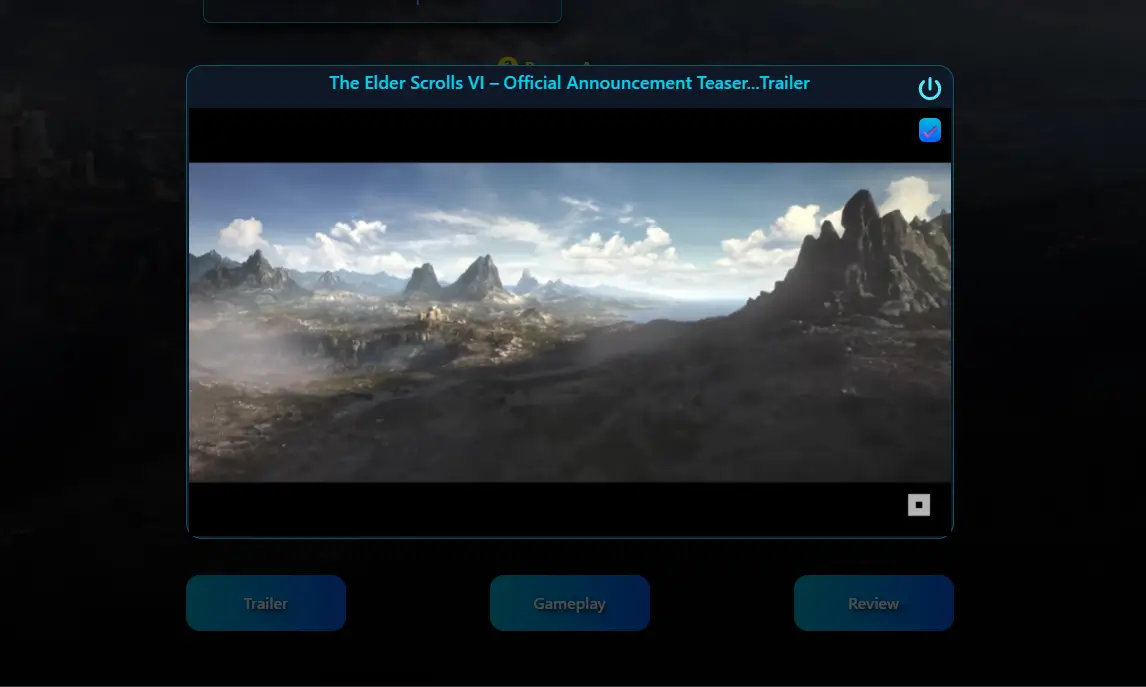 The Elder Scrolls VI – Official Announcement Teaser...Trailer
Trailer
Gameplay
Review